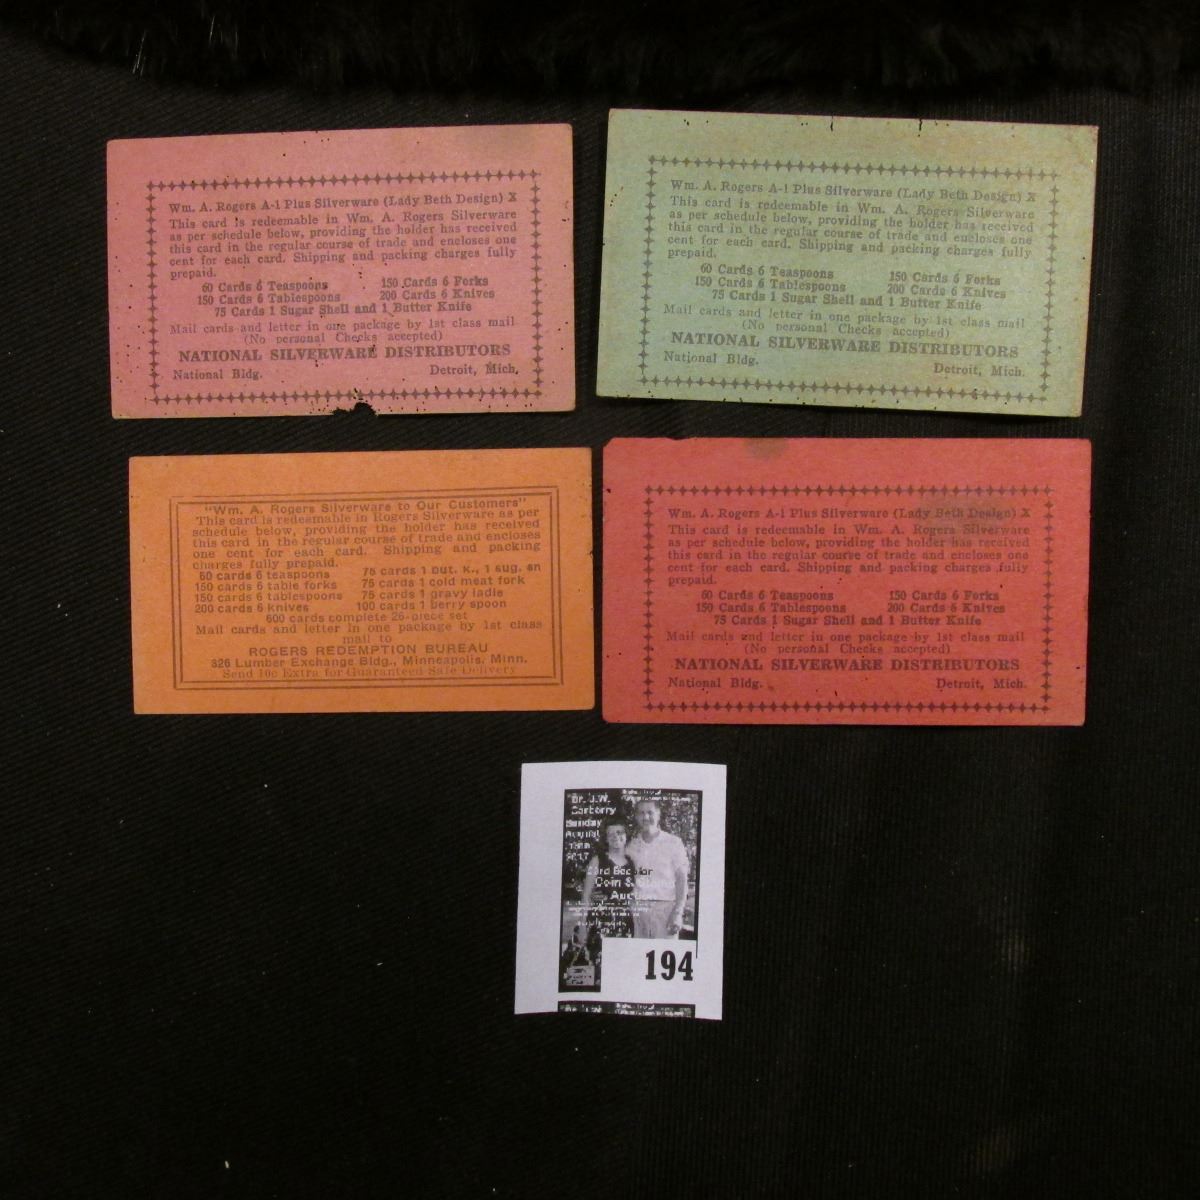 Wm. A. Rogers A-1 Plus Silverware (Lady Beth Design) X
This card is redeemable in Wm. A. Rogers Silverware
as per schedule below, providing the holder has received
this card in the regular course of trade and encloses one
cent for each card. Shipping and packing charges fully
prepaid.
60 Cards 6 Teaspoons 150 Cards 6 Forks
150 Cards 6 Tablespoons 200 Cards 6 Knives
75 Cards 1 Sugar Shell and 1 Butter Knife
Mail cards and letter in one package by 1st class mail
(No personal Checks accepted)
NATIONAL SILVERWARE DISTRIBUTORS
National Bldg. Detroit, Mich.
Wm. A. Rogers A-1 Plus Silverware (Lady Beth Design) X
This card is redeemable in Wm. A. Rogers Silverware
as per schedule below, providing the holder has received
this card in the regular course of trade and encloses one
cent for each card. Shipping and packing charges fully
prepaid.
60 Cards 6 Teaspoons 150 Cards 6 Forks
150 Cards 6 Tablespoons 200 Cards 6 Knives
75 Cards 1 Sugar Shell and 1 Butter Knife
Mail cards and letter in one package by 1st class mail
(No personal Checks accepted)
NATIONAL SILVERWARE DISTRIBUTORS
National Bldg. Detroit, Mich.
"Wm. A. Rogers Silverware to Our Customers"
This card is redeemable in Rogers Silverware as per
schedule below, providing the holder has received
this card in the regular course of trade and encloses
one cent for each card. Shipping and packing
charges fully prepaid.
60 cards 6 teaspoons 75 cards 1 but. k., 1 sug. sh
150 cards 6 table forks 75 cards 1 cold meat fork
150 cards 6 tablespoons 75 cards 1 gravy ladle
200 cards 6 knives 100 cards 1 berry spoon
600 cards complete 26-piece set
Mail cards and letter in one package by 1st class
mail to
ROGERS REDEMPTION BUREAU
326 Lumber Exchange Bldg., Minneapolis, Minn.
Send 10c Extra for Guaranteed Safe Delivery
Wm. A. Rogers A-1 Plus Silverware (Lady Beth Design) X
This card is redeemable in Wm. A. Rogers Silverware
as per schedule below, providing the holder has received
this card in the regular course of trade and encloses one
cent for each card. Shipping and packing charges fully
prepaid.
60 Cards 6 Teaspoons 150 Cards 6 Forks
150 Cards 6 Tablespoons 200 Cards 6 Knives
75 Cards 1 Sugar Shell and 1 Butter Knife
Mail cards and letter in one package by 1st class mail
(No personal Checks accepted)
NATIONAL SILVERWARE DISTRIBUTORS
National Bldg. Detroit, Mich.
Dr. J.W.
Carberry
Sunday
2017
Coin &
194